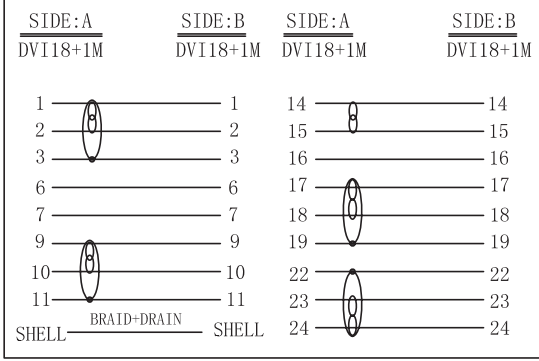 SIDE:A SIDE:B SIDE:A SIDE:B
DVI18+1M DVI18+1M DVI18+1M DVI18+1M
1 1 14 14
2 2 15 15
3 3 16 16
6 6 17 17
7 7 18 18
9 9 19 19
10 10 22 22
11 11 23 23
SHELL BRAID+DRAIN SHELL 24 24